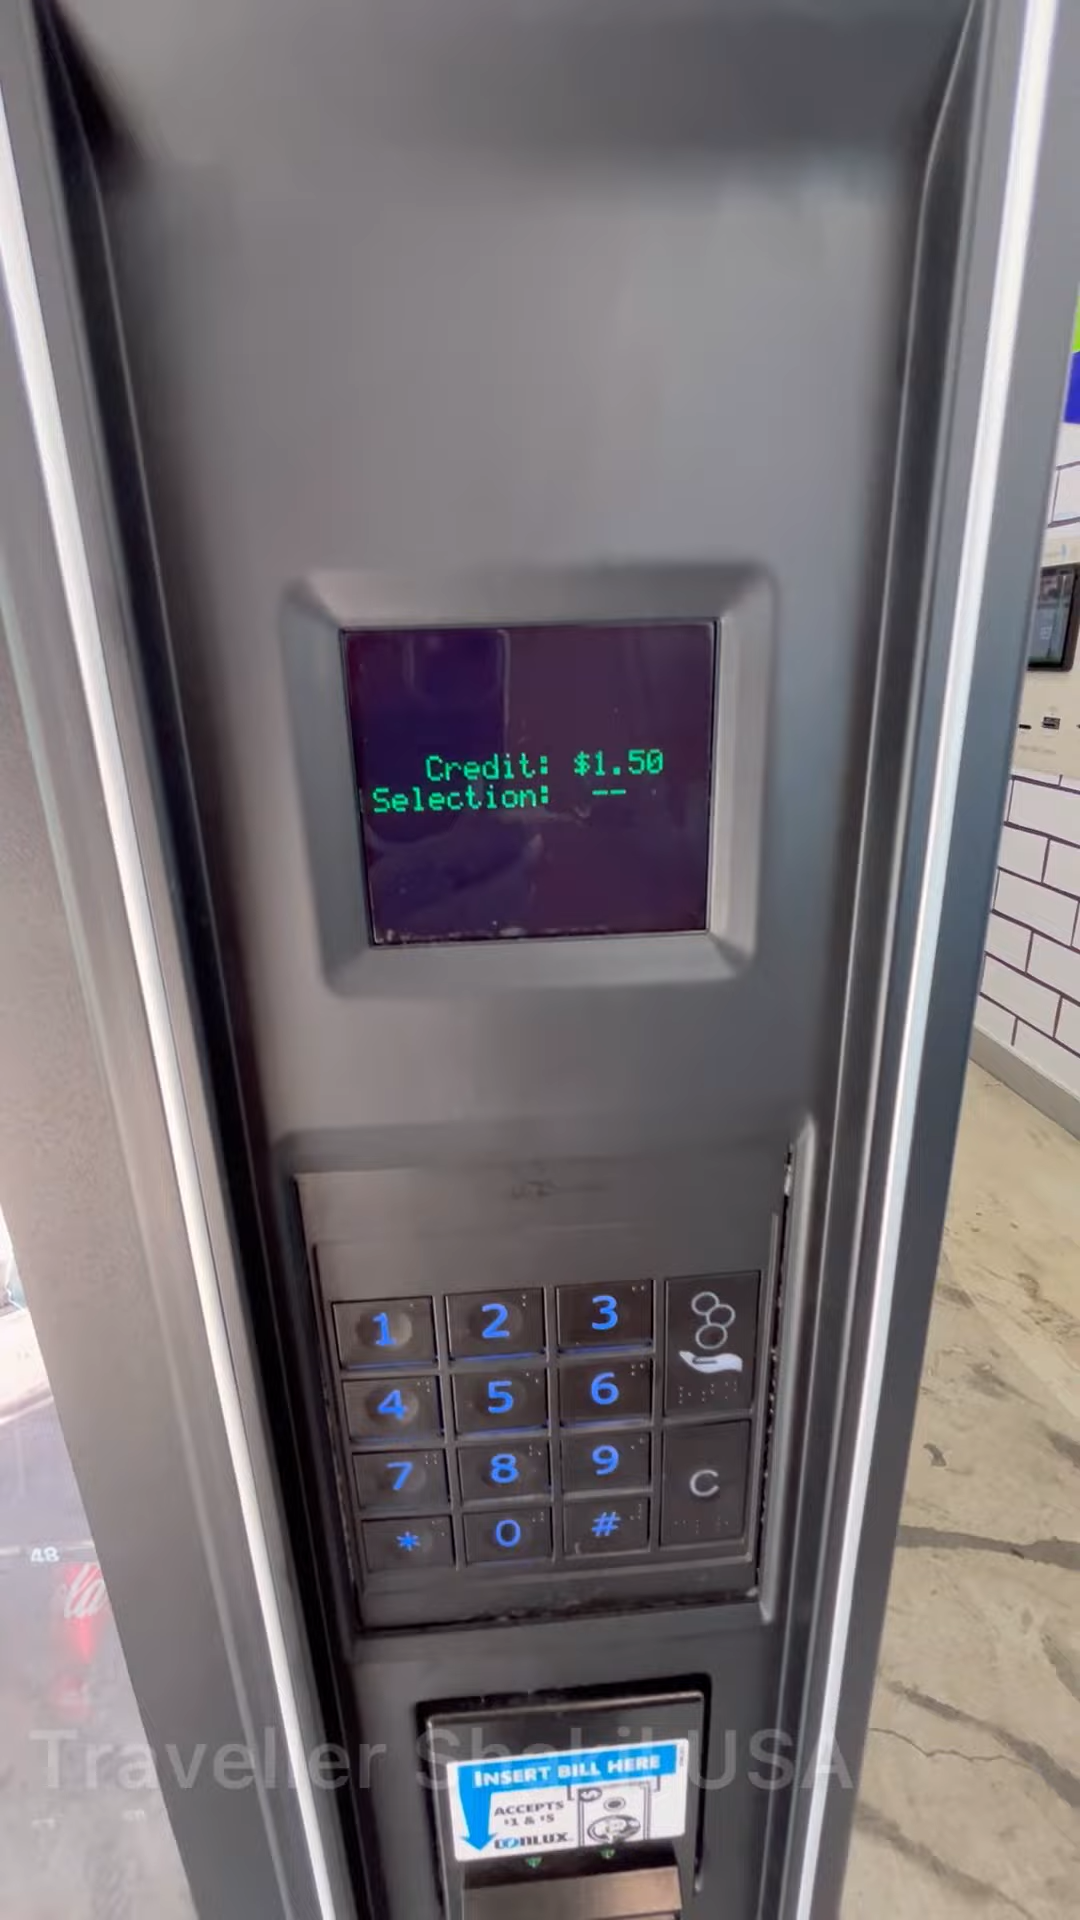 Credit: $1.50
Selection: --
1 2 3
4 5 6
7 8 9 C
* 0 #
48
Traveller Shakil USA
INSERT BILL HERE
ACCEPTS
$1 & $5
CONLUX